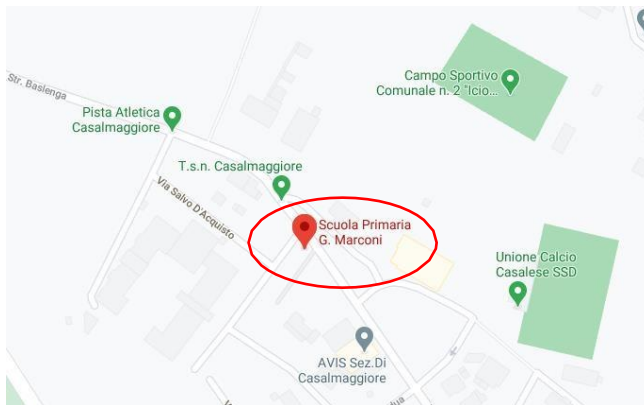 Str. Baslenga
Pista Atletica
Casalmaggiore
T.s.n. Casalmaggiore
Via Salvo D'Acquisto
Campo Sportivo
Comunale n. 2 "Icio...
Scuola Primaria
G. Marconi
Unione Calcio
Casalese SSD
AVIS Sez.Di
Casalmaggiore